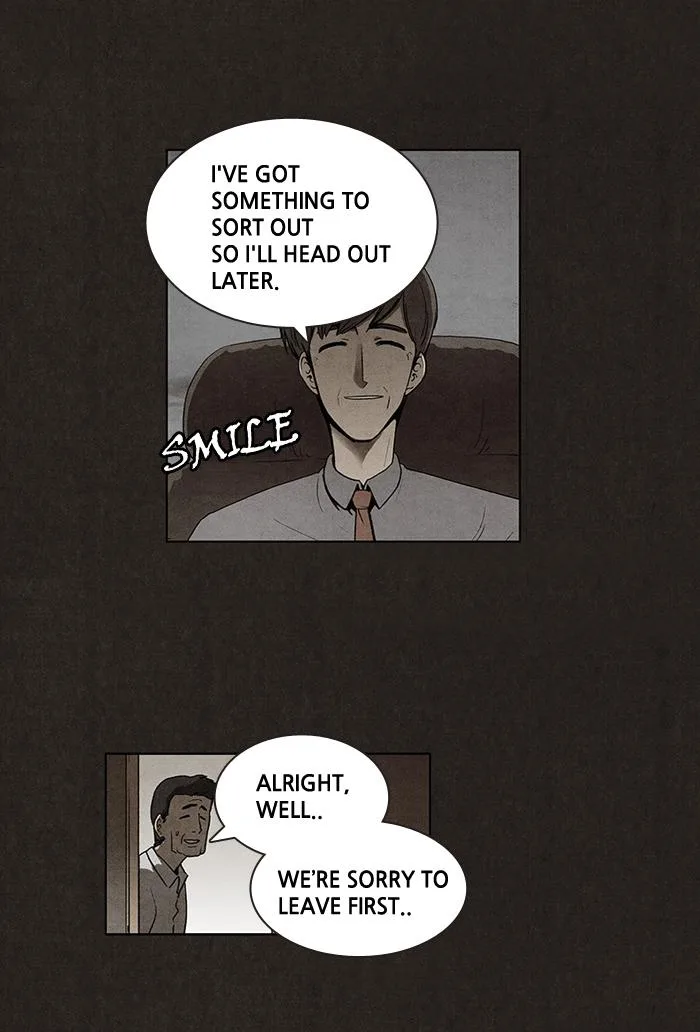 I'VE GOT
SOMETHING TO
SORT OUT
SO I'LL HEAD OUT
LATER.
SMILE
ALRIGHT,
WELL..
WE'RE SORRY TO
LEAVE FIRST..